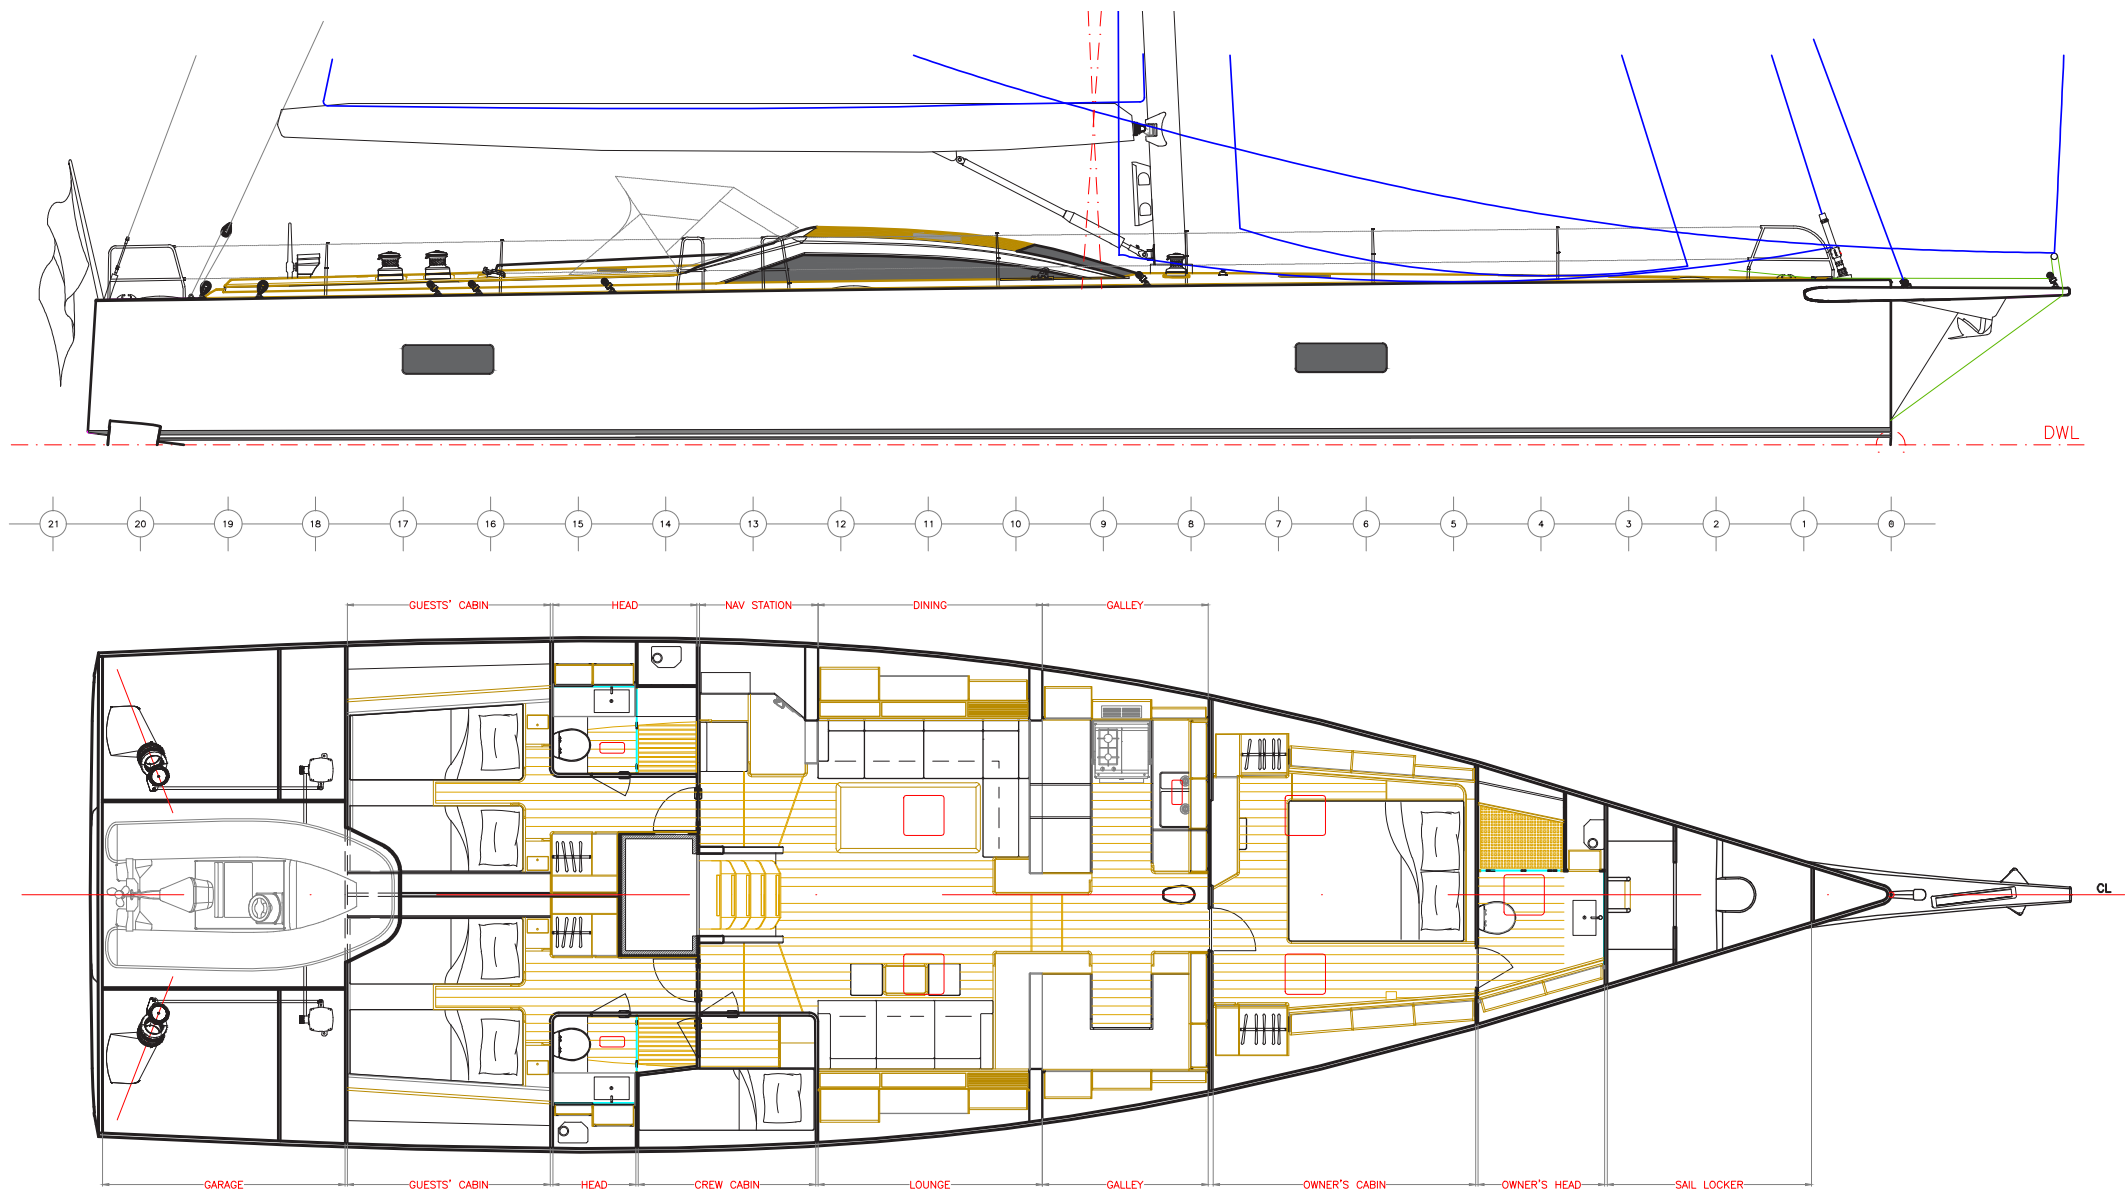 DWL
21 20 19 18 17 16 15 14 13 12 11 10 9 8 7 6 5 4 3 2 1 0
GUESTS' CABIN HEAD NAV STATION DINING GALLEY
CL
GARAGE GUESTS' CABIN HEAD CREW CABIN LOUNGE GALLEY OWNER'S CABIN OWNER'S HEAD SAIL LOCKER